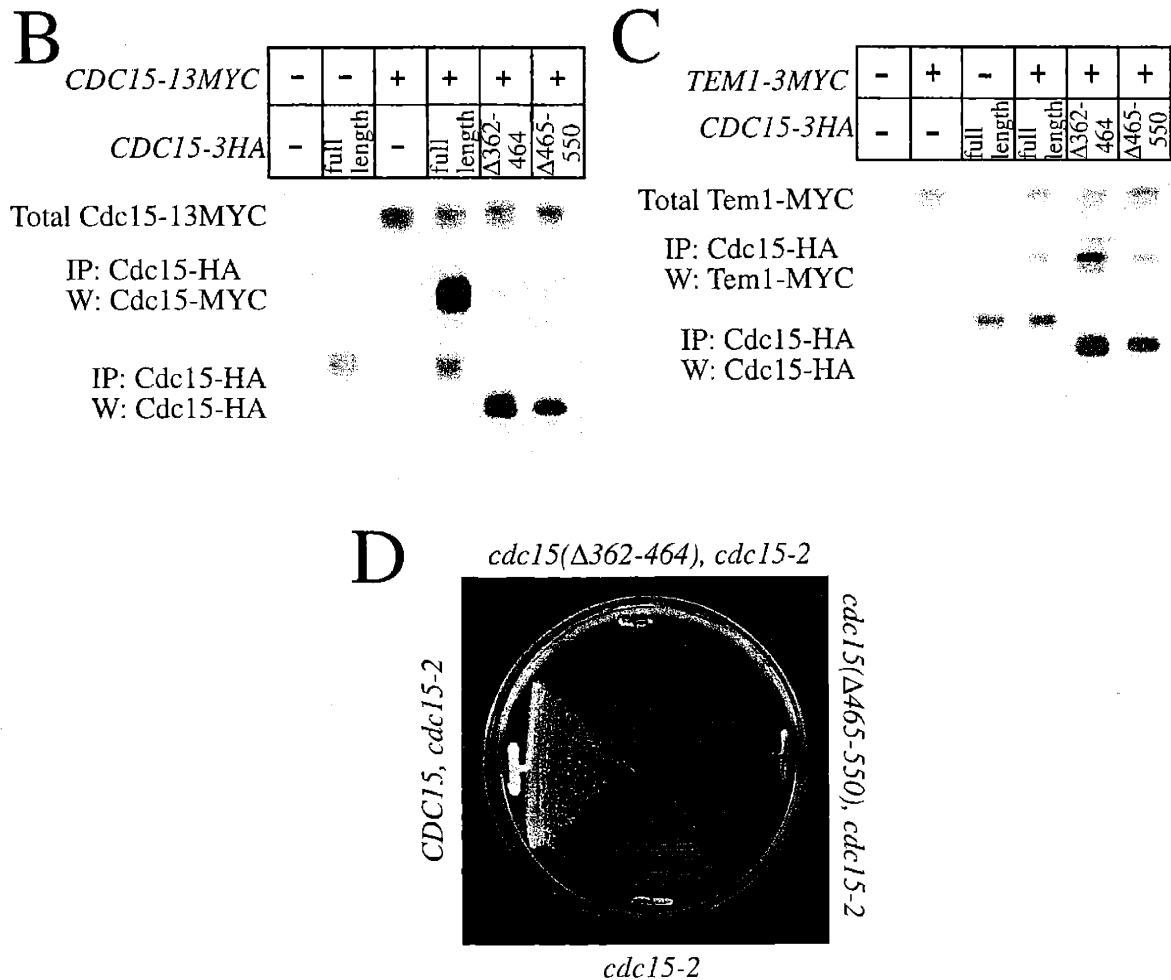 B
CDC15-13MYC - - + + + +
CDC15-3HA - full length - full length Δ362-464 Δ465-550
Total Cdc15-13MYC
IP: Cdc15-HA
W: Cdc15-MYC
IP: Cdc15-HA
W: Cdc15-HA
C
TEM1-3MYC - + - + + +
CDC15-3HA - - full length full length Δ362-464 Δ465-550
Total Tem1-MYC
IP: Cdc15-HA
W: Tem1-MYC
IP: Cdc15-HA
W: Cdc15-HA
D
cdc15(Δ362-464), cdc15-2
CDC15, cdc15-2
cdc15(Δ465-550), cdc15-2
cdc15-2